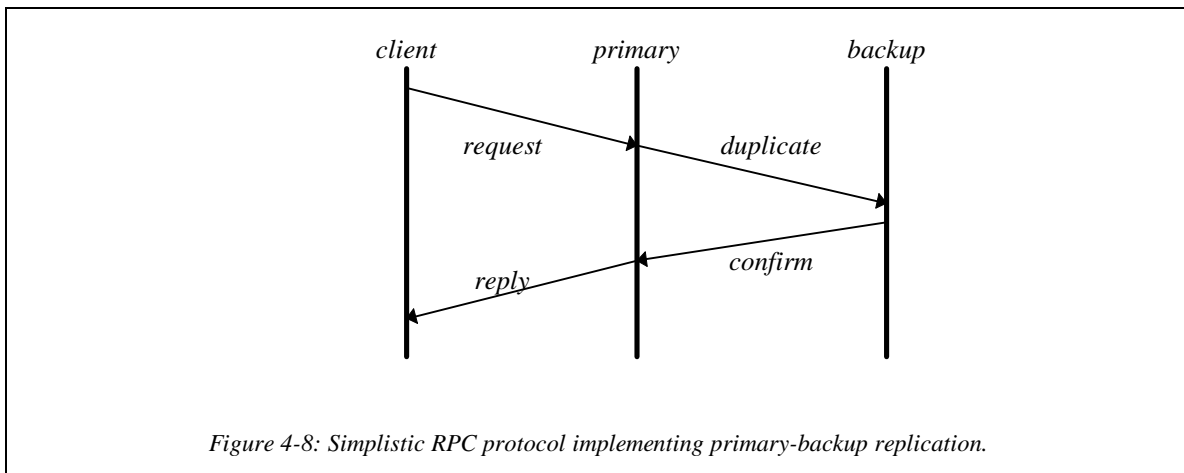 client primary backup
request duplicate
confirm
reply
Figure 4-8: Simplistic RPC protocol implementing primary-backup replication.